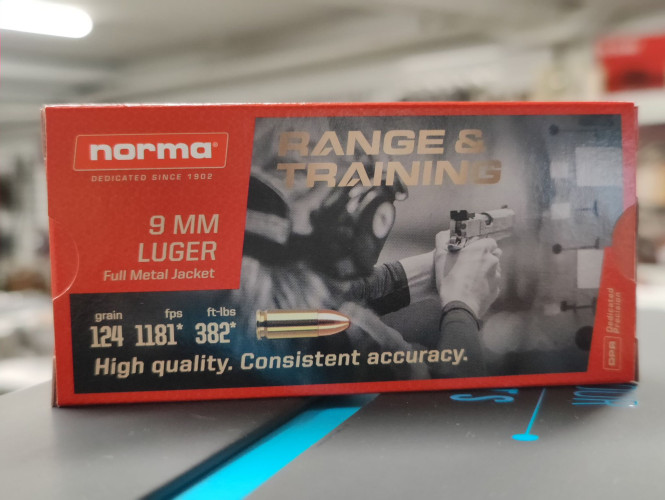 norma®
DEDICATED SINCE 1902
RANGE &
TRAINING
9 MM
LUGER
Full Metal Jacket
grain fps ft-lbs
124 1181* 382*
High quality. Consistent accuracy.
Dedicated
Precision